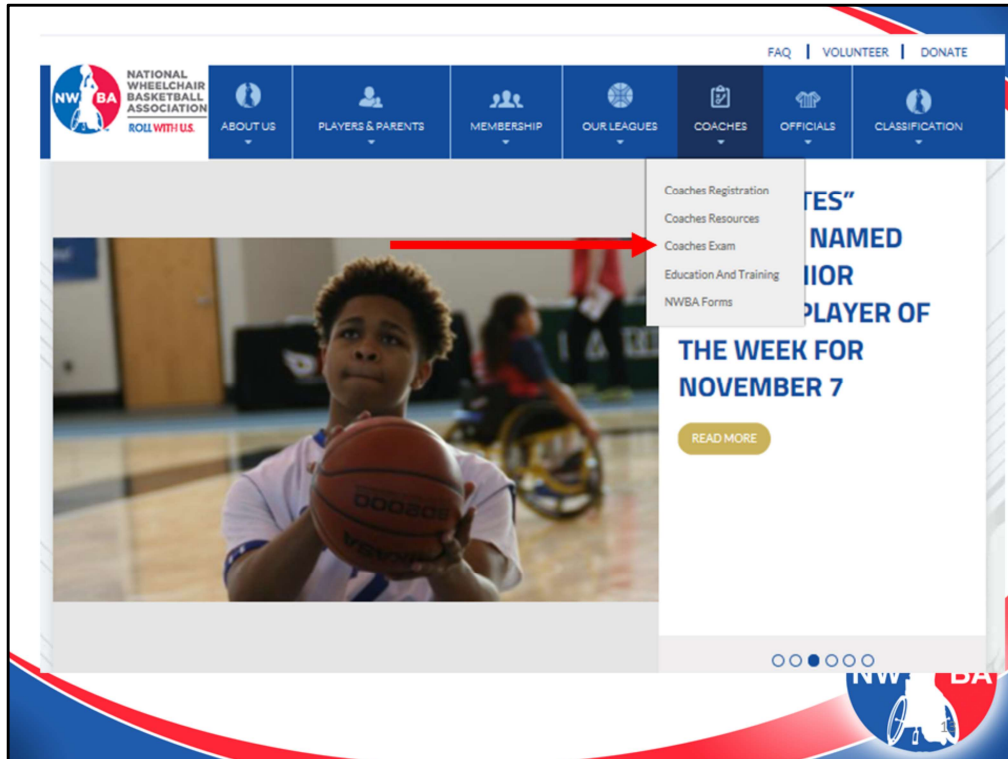 FAQ | VOLUNTEER | DONATE
NW BA
NATIONAL
WHEELCHAIR
BASKETBALL
ASSOCIATION
ROLL WITH US.
ABOUT US
PLAYERS & PARENTS
MEMBERSHIP
OUR LEAGUES
COACHES
OFFICIALS
CLASSIFICATION
Coaches Registration
Coaches Resources
Coaches Exam
Education And Training
NWBA Forms
TES”
NAMED
IOR
PLAYER OF
THE WEEK FOR
NOVEMBER 7
READ MORE
MIKASA
NW BA